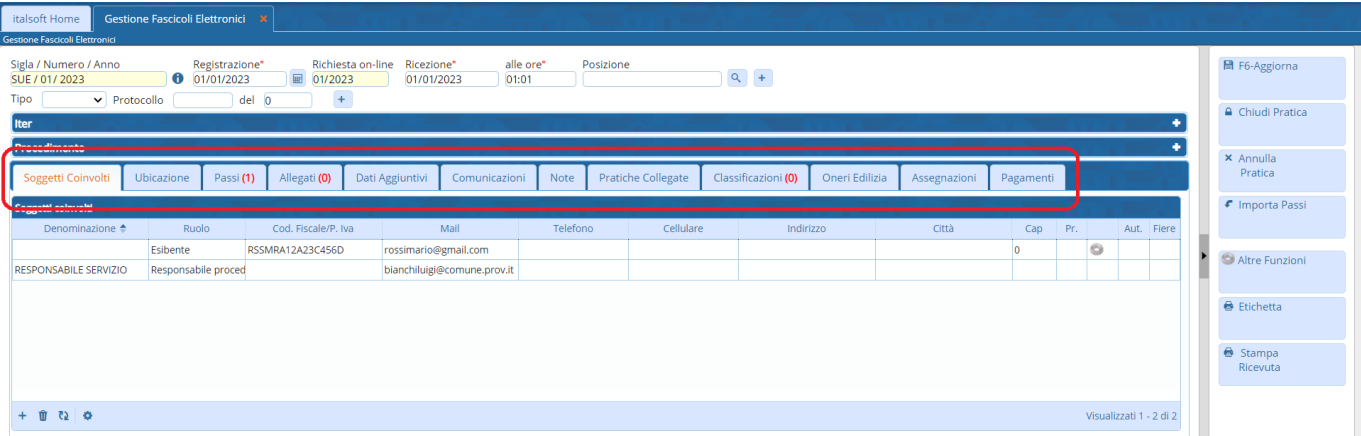 italsoft Home Gestione Fascicoli Elettronici ×
Gestione Fascicoli Elettronici
Sigla / Numero / Anno Registrazione* Richiesta on-line Ricezione* alle ore* Posizione
SUE / 01/ 2023 01/01/2023 01/2023 01/01/2023 01:01
Tipo Protocollo del 0
Iter
Procedimento
Soggetti Coinvolti Ubicazione Passi (1) Allegati (0) Dati Aggiuntivi Comunicazioni Note Pratiche Collegate Classificazioni (0) Oneri Edilizia Assegnazioni Pagamenti
Soggetti coinvolti
Denominazione Ruolo Cod. Fiscale/P. Iva Mail Telefono Cellulare Indirizzo Città Cap Pr. Aut. Fiere
Esibente RSSMRA12A23C456D rossimario@gmail.com 0
RESPONSABILE SERVIZIO Responsabile proced bianchiluigi@comune.prov.it
Visualizzati 1 - 2 di 2
F6-Aggiorna
Chiudi Pratica
Annulla
Pratica
Importa Passi
Altre Funzioni
Etichetta
Stampa
Ricevuta